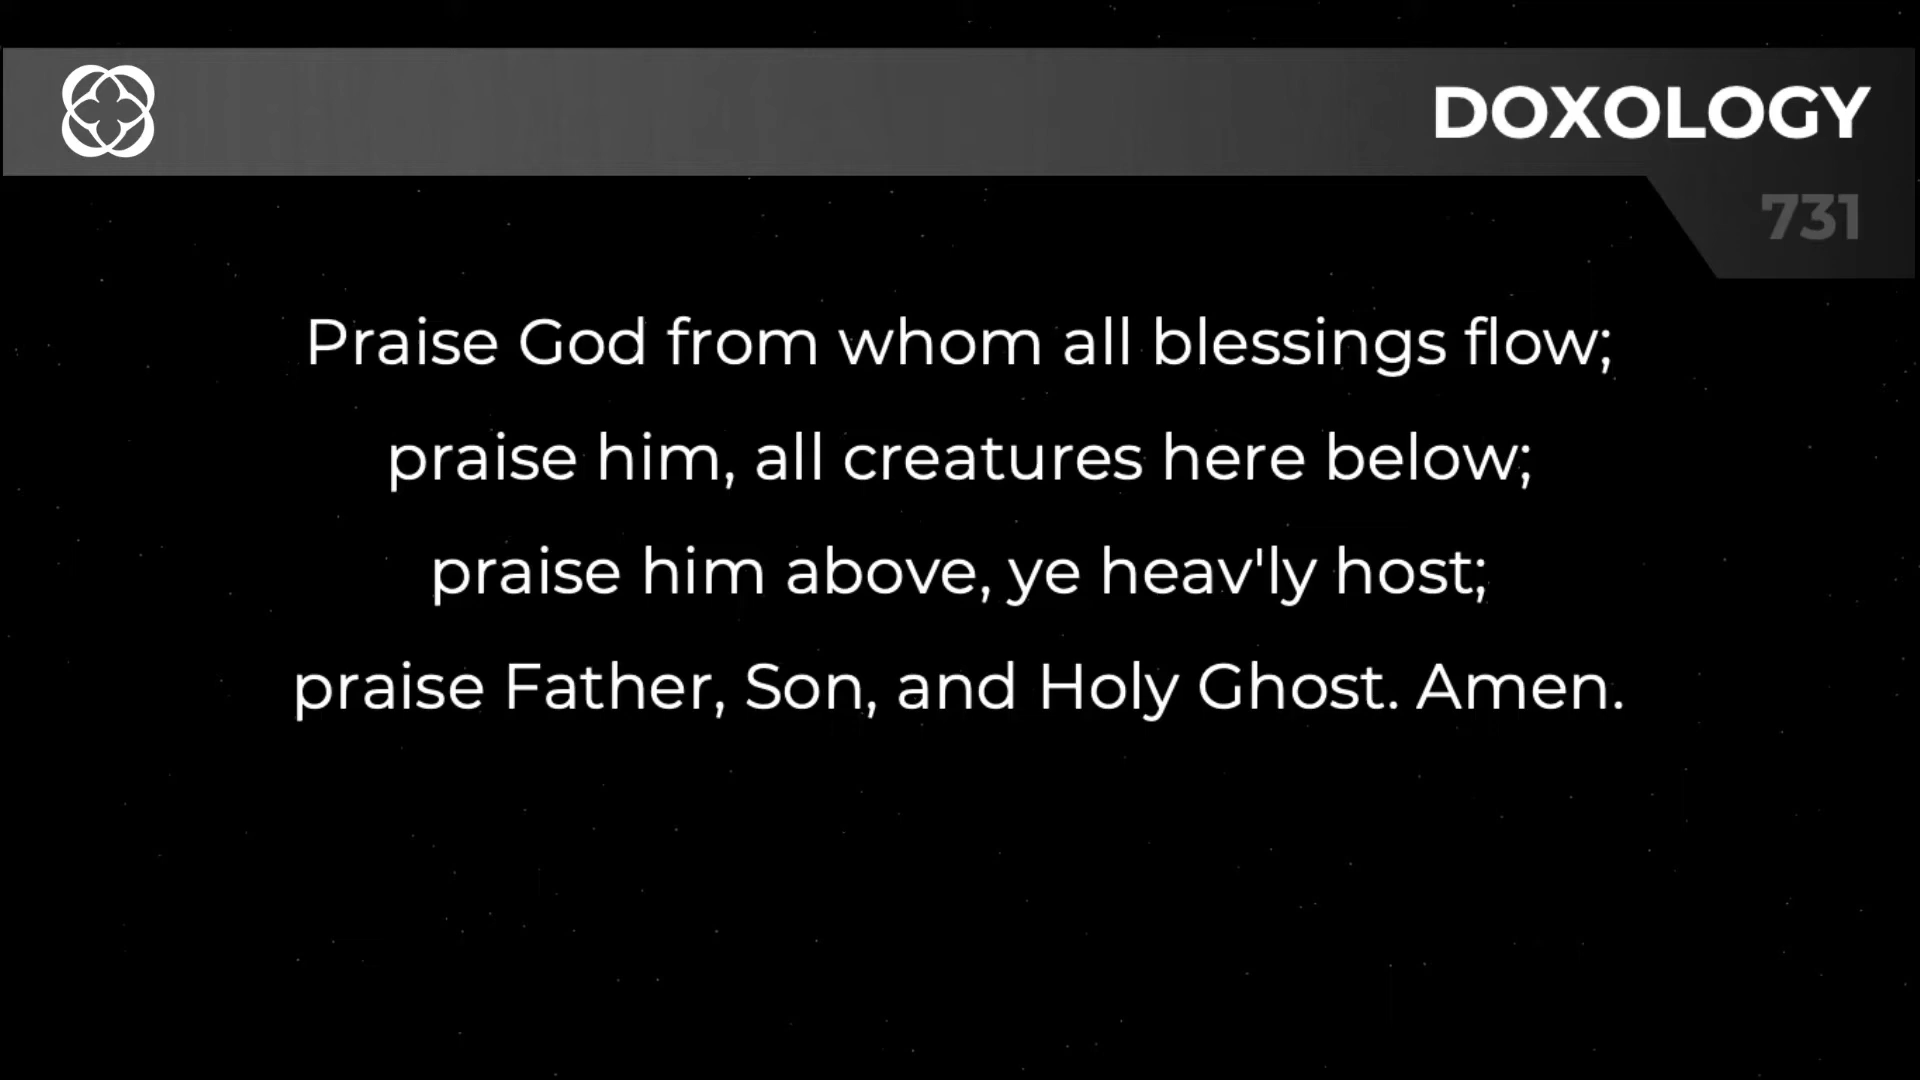 DOXOLOGY
731
Praise God from whom all blessings flow;
praise him, all creatures here below;
praise him above, ye heav'ly host;
praise Father, Son, and Holy Ghost. Amen.